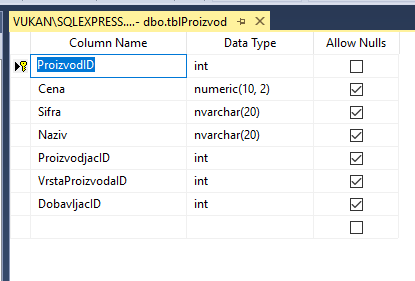 VUKAN\SQLEXPRESS....- dbo.tblProizvod
Column Name Data Type Allow Nulls
ProizvodID int
Cena numeric(10, 2)
Sifra nvarchar(20)
Naziv nvarchar(20)
ProizvodjacID int
VrstaProizvodaID int
DobavljacID int